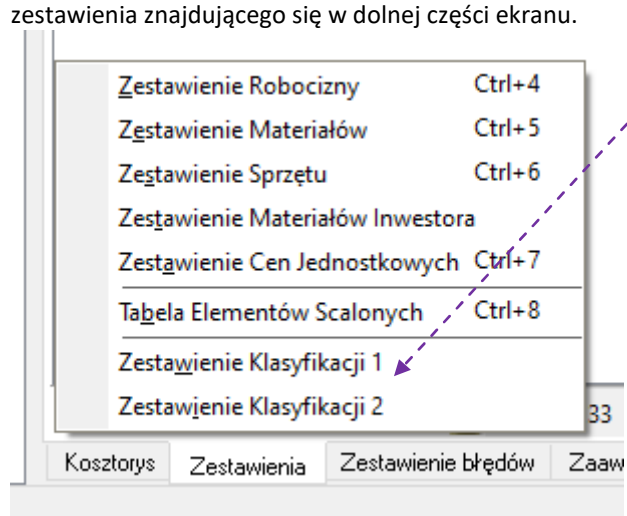 zestawienia znajdującego się w dolnej części ekranu.
Zestawienie Robocizny Ctrl+4
Zestawienie Materiałów Ctrl+5
Zestawienie Sprzętu Ctrl+6
Zestawienie Materiałów Inwestora
Zestawienie Cen Jednostkowych Ctrl+7
Tabela Elementów Scalonych Ctrl+8
Zestawienie Klasyfikacji 1
Zestawienie Klasyfikacji 2
33
Kosztorys Zestawienia Zestawienie błędów Zaaw